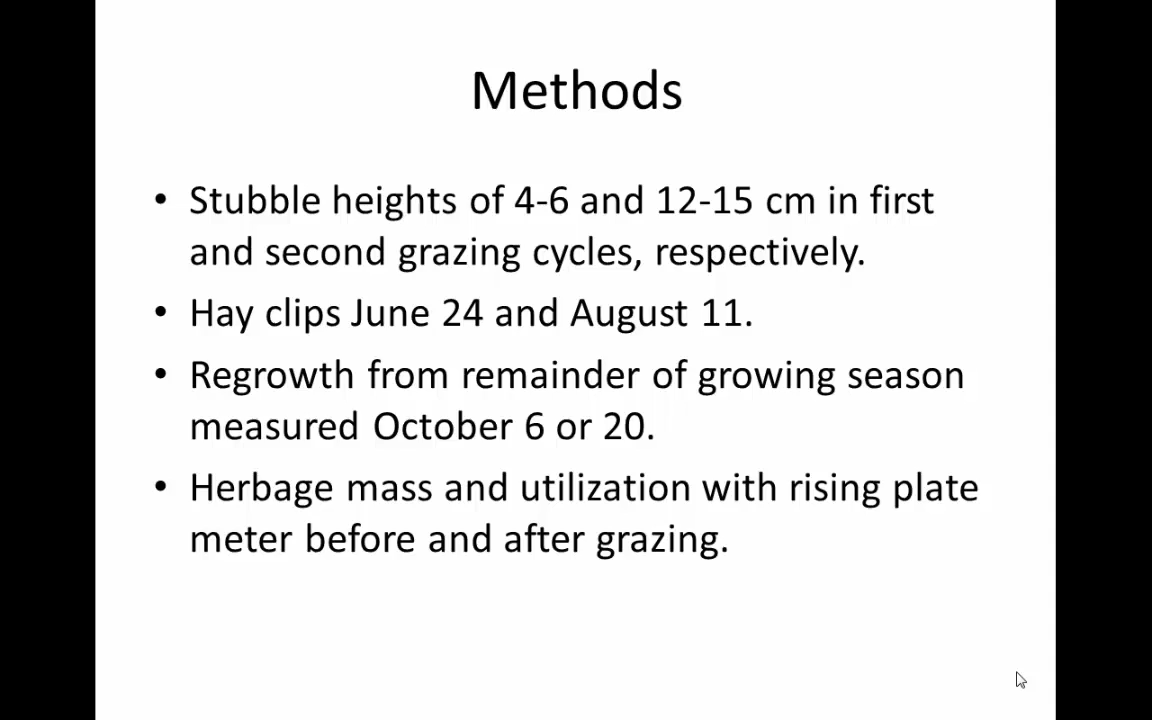 Methods
• Stubble heights of 4-6 and 12-15 cm in first
and second grazing cycles, respectively.
• Hay clips June 24 and August 11.
• Regrowth from remainder of growing season
measured October 6 or 20.
• Herbage mass and utilization with rising plate
meter before and after grazing.